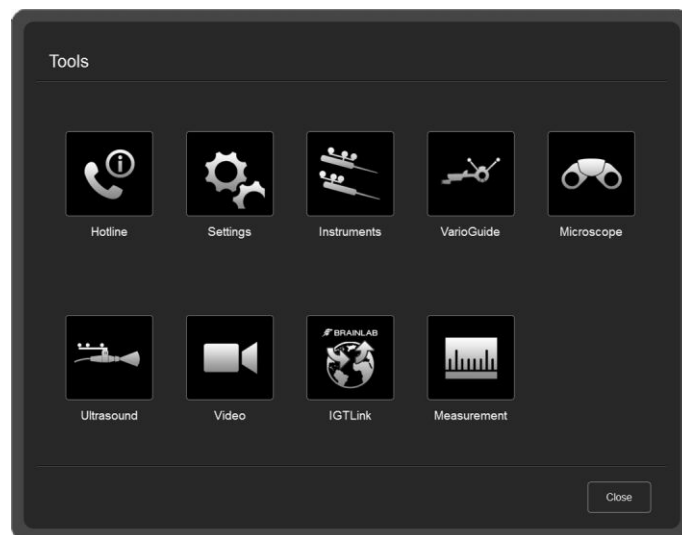 Tools
Hotline
Settings
Instruments
VarioGuide
Microscope
BRAINLAB
Ultrasound
Video
IGTLink
Measurement
Close